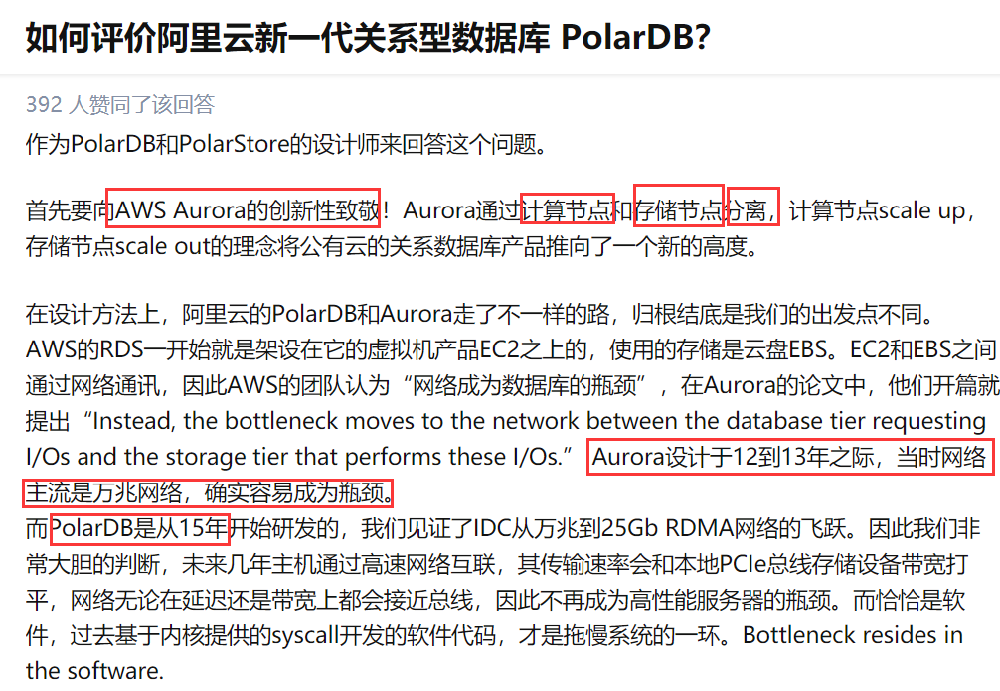 如何评价阿里云新一代关系型数据库 PolarDB？
392 人赞同了该回答
作为PolarDB和PolarStore的设计师来回答这个问题。
首先要向AWS Aurora的创新性致敬！Aurora通过计算节点和存储节点分离，计算节点scale up，
存储节点scale out的理念将公有云的关系数据库产品推向了一个新的高度。
在设计方法上，阿里云的PolarDB和Aurora走了不一样的路，归根结底是我们的出发点不同。
AWS的RDS一开始就是架设在它的虚拟机产品EC2之上的，使用的存储是云盘EBS。EC2和EBS之间
通过网络通讯，因此AWS的团队认为“网络成为数据库的瓶颈”，在Aurora的论文中，他们开篇就
提出“Instead, the bottleneck moves to the network between the database tier requesting
I/Os and the storage tier that performs these I/Os.” Aurora设计于12到13年之际，当时网络
主流是万兆网络，确实容易成为瓶颈。
而PolarDB是从15年开始研发的，我们见证了IDC从万兆到25Gb RDMA网络的飞跃。因此我们非
常大胆的判断，未来几年主机通过高速网络互联，其传输速率会和本地PCIe总线存储设备带宽打
平，网络无论在延迟还是带宽上都会接近总线，因此不再成为高性能服务器的瓶颈。而恰恰是软
件，过去基于内核提供的syscall开发的软件代码，才是拖慢系统的一环。Bottleneck resides in
the software.